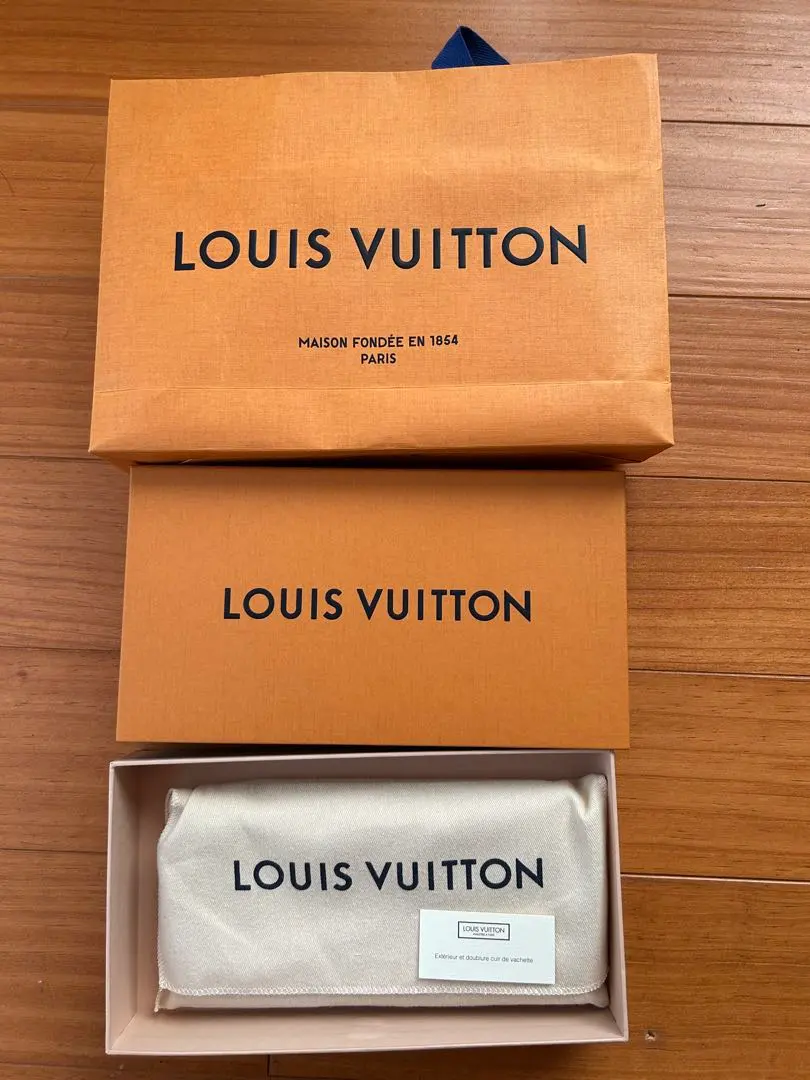 LOUIS VUITTON
MAISON FONDÉE EN 1854
PARIS
LOUIS VUITTON
LOUIS VUITTON
LOUIS VUITTON
Extérieur et doublure cuir de vachette